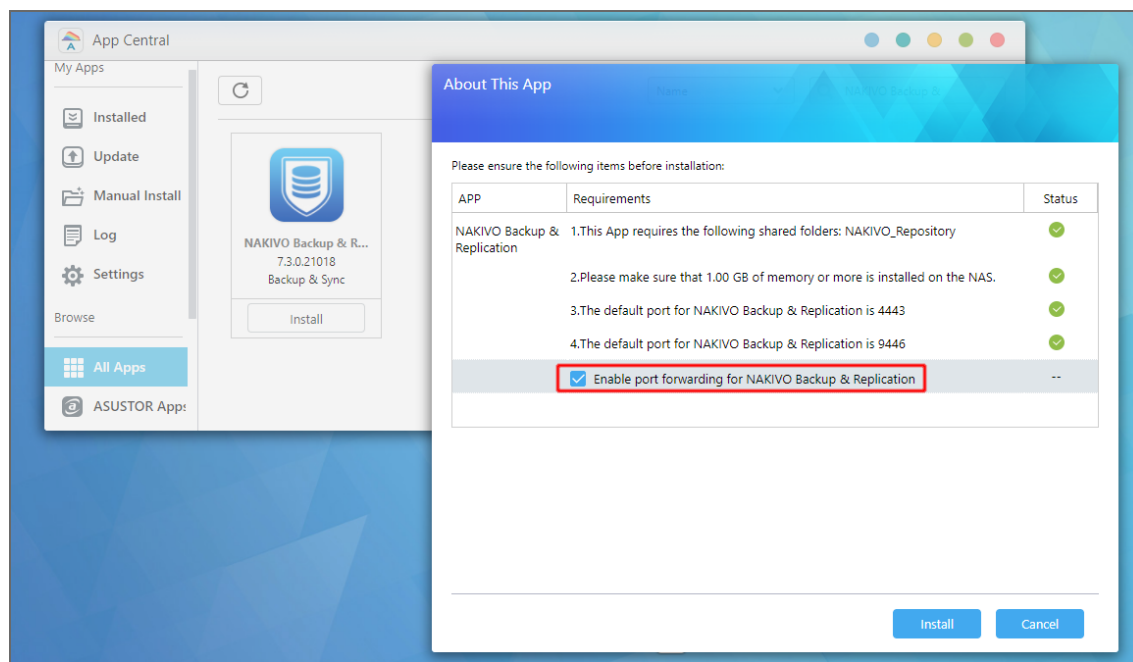 App Central
My Apps
Installed
Update
Manual Install
Log
Settings
Browse
All Apps
ASUSTOR Apps
NAKIVO Backup & R...
7.3.0.21018
Backup & Sync
Install
About This App
Name
NAKIVO Backup &
Please ensure the following items before installation:
APP Requirements Status
NAKIVO Backup & 1.This App requires the following shared folders: NAKIVO_Repository
Replication
2.Please make sure that 1.00 GB of memory or more is installed on the NAS.
3.The default port for NAKIVO Backup & Replication is 4443
4.The default port for NAKIVO Backup & Replication is 9446
Enable port forwarding for NAKIVO Backup & Replication --
Install Cancel